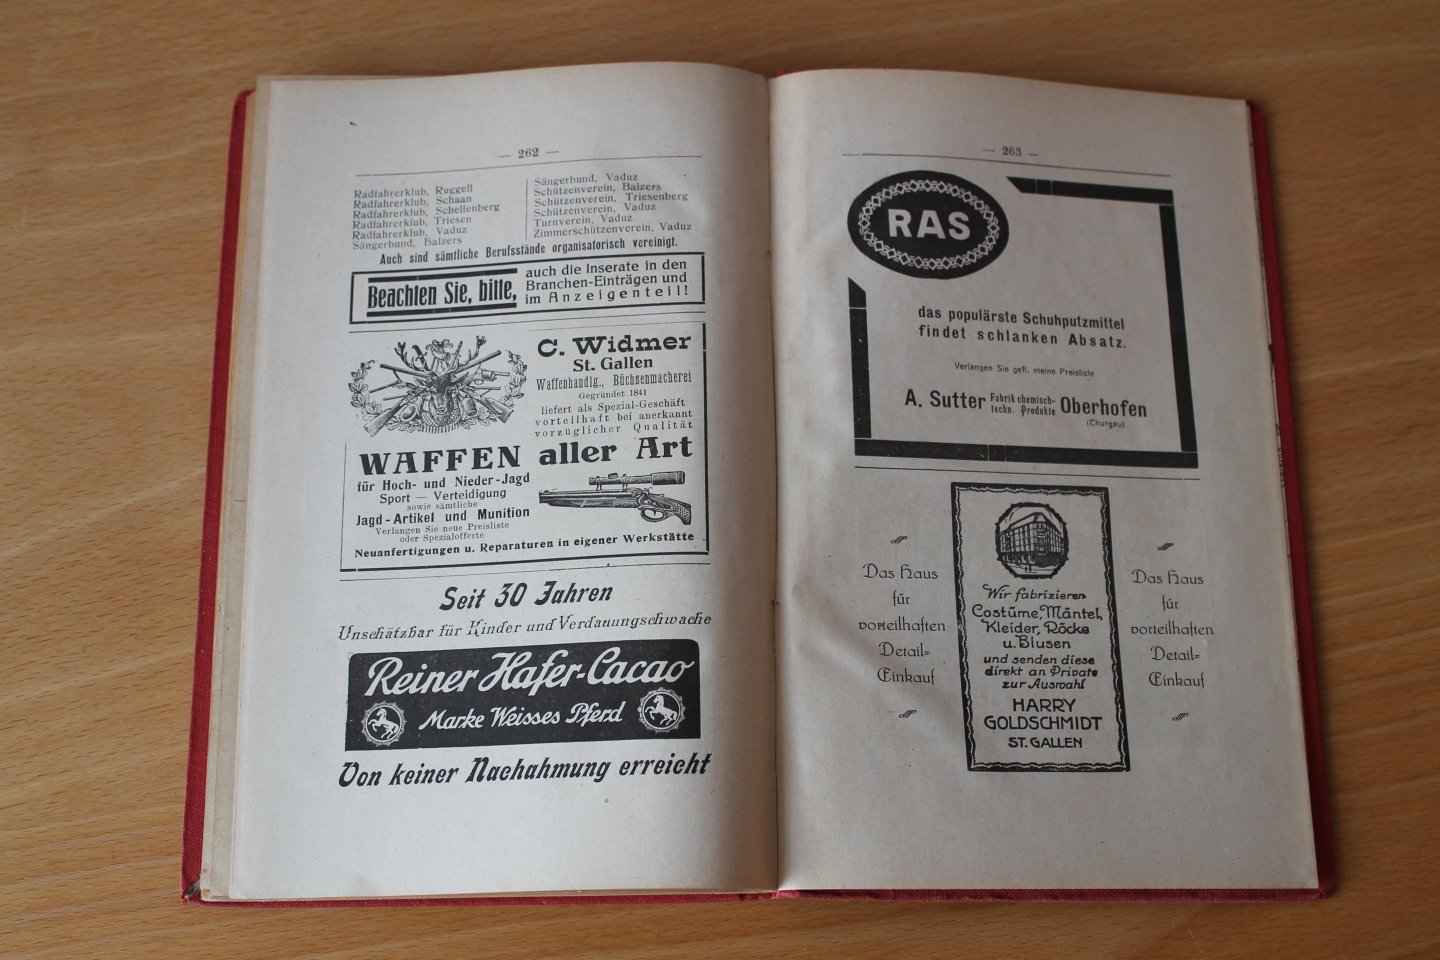 — 262 —
Radfahrerklub, Ruggell
Radfahrerklub, Schaan
Radfahrerklub, Schellenberg
Radfahrerklub, Triesen
Radfahrerklub, Vaduz
Sängerbund, Balzers
Sängerbund, Vaduz
Schützenverein, Balzers
Schützenverein, Triesenberg
Schützenverein, Vaduz
Turnverein, Vaduz
Zimmerschützenverein, Vaduz
Auch sind sämtliche Berufsstände organisatorisch vereinigt.
Beachten Sie, bitte,
auch die Inserate in den
Branchen-Einträgen und
im Anzeigenteil!
C. Widmer
St. Gallen
Waffenhandlg., Büchsenmacherei
Gegründet 1841
liefert als Spezial-Geschäft
vorteilhaft bei anerkannt
vorzüglicher Qualität
WAFFEN aller Art
für Hoch- und Nieder-Jagd
Sport — Verteidigung
sowie sämtliche
Jagd-Artikel und Munition
Verlangen Sie neue Preisliste
oder Spezialofferte
Neuanfertigungen u. Reparaturen in eigener Werkstätte
Seit 30 Jahren
Unschätzbar für Kinder und Verdauungschwache
Reiner Hafer-Cacao
Marke Weisses Pferd
Von keiner Nachahmung erreicht
— 263 —
RAS
das populärste Schuhputzmittel
findet schlanken Absatz.
Verlangen Sie gefl. meine Preisliste
A. Sutter Fabrik chemisch-techn. Produkte Oberhofen
(Thurgau)
Das Haus
für
vorteilhaften
Detail=
Einkauf
Wir fabrizieren
Costüme, Mäntel,
Kleider, Röcke
u. Blusen
und senden diese
direkt an Private
zur Auswahl
HARRY
GOLDSCHMIDT
ST. GALLEN
Das Haus
für
vorteilhaften
Detail=
Einkauf